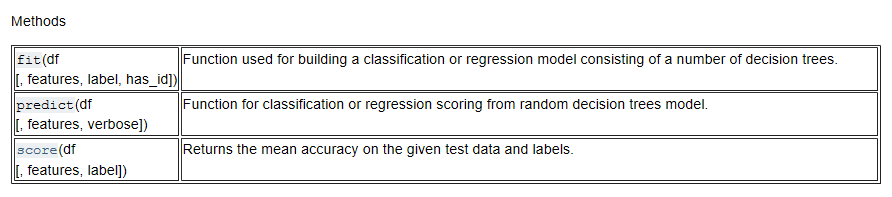 Methods
fit(df
[, features, label, has_id])
Function used for building a classification or regression model consisting of a number of decision trees.
predict(df
[, features, verbose])
Function for classification or regression scoring from random decision trees model.
score(df
[, features, label])
Returns the mean accuracy on the given test data and labels.